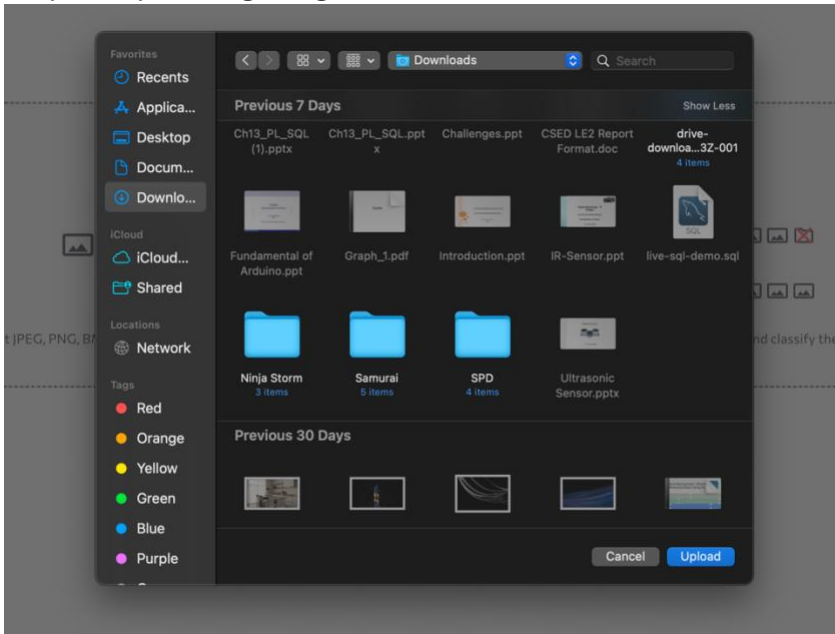 Favorites
Recents
Applica...
Desktop
Docum...
Downlo...
iCloud
iCloud...
Shared
Locations
Network
Tags
Red
Orange
Yellow
Green
Blue
Purple
Downloads
Search
Previous 7 Days
Show Less
Ch13_PL_SQL
(1).pptx
Ch13_PL_SQL.ppt
x
Challenges.ppt
CSED LE2 Report
Format.doc
drive-
downloa...3Z-001
4 items
Fundamental of
Arduino.ppt
Graph_1.pdf
Introduction.ppt
IR-Sensor.ppt
SQL
live-sql-demo.sql
Ninja Storm
3 items
Samurai
5 items
SPD
4 items
Ultrasonic
Sensor.pptx
Previous 30 Days
Cancel
Upload
t JPEG, PNG, B
nd classify the